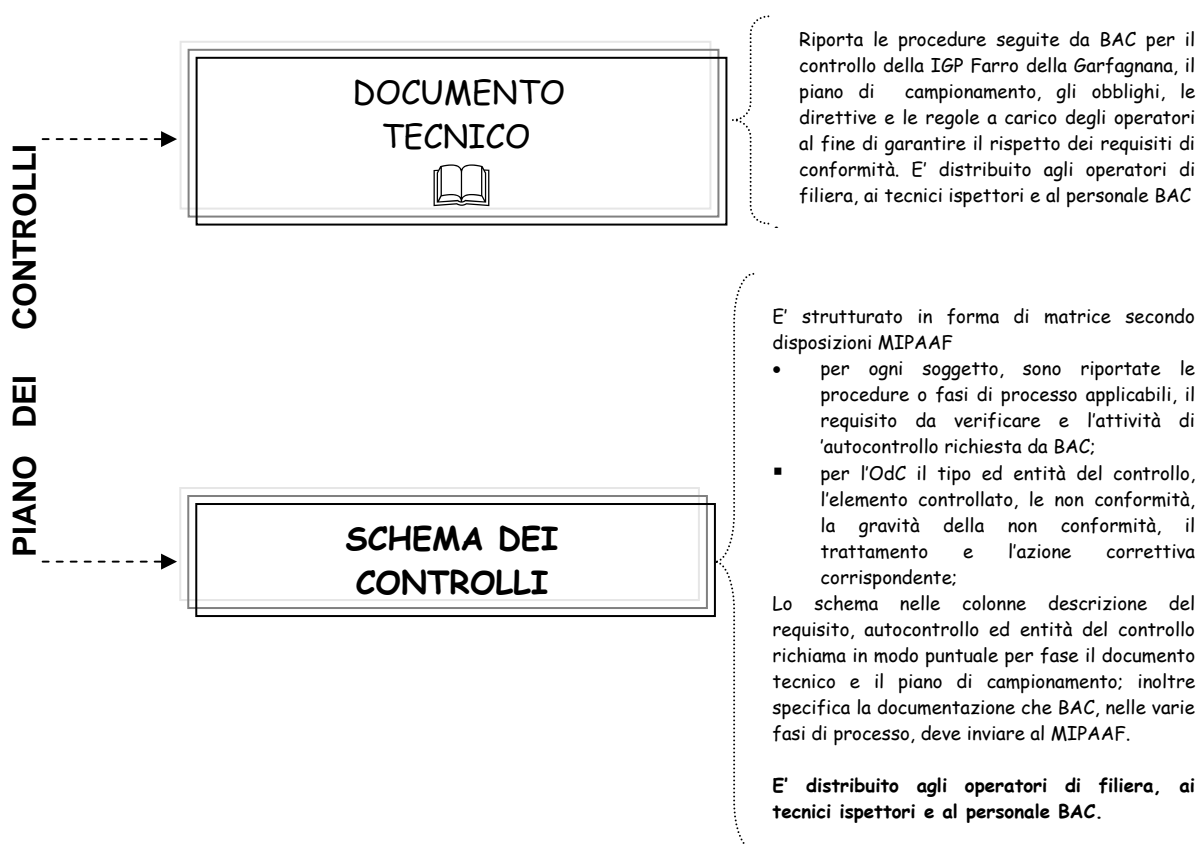 PIANO DEI CONTROLLI
DOCUMENTO
TECNICO
Riporta le procedure seguite da BAC per il
controllo della IGP Farro della Garfagnana, il
piano di campionamento, gli obblighi, le
direttive e le regole a carico degli operatori
al fine di garantire il rispetto dei requisiti di
conformità. E' distribuito agli operatori di
filiera, ai tecnici ispettori e al personale BAC
.
SCHEMA DEI
CONTROLLI
E' strutturato in forma di matrice secondo
disposizioni MIPAAF
• per ogni soggetto, sono riportate le
procedure o fasi di processo applicabili, il
requisito da verificare e l'attività di
'autocontrollo richiesta da BAC;
▪ per l'OdC il tipo ed entità del controllo,
l'elemento controllato, le non conformità,
la gravità della non conformità, il
trattamento e l'azione correttiva
corrispondente;
Lo schema nelle colonne descrizione del
requisito, autocontrollo ed entità del controllo
richiama in modo puntuale per fase il documento
tecnico e il piano di campionamento; inoltre
specifica la documentazione che BAC, nelle varie
fasi di processo, deve inviare al MIPAAF.
E' distribuito agli operatori di filiera, ai
tecnici ispettori e al personale BAC.